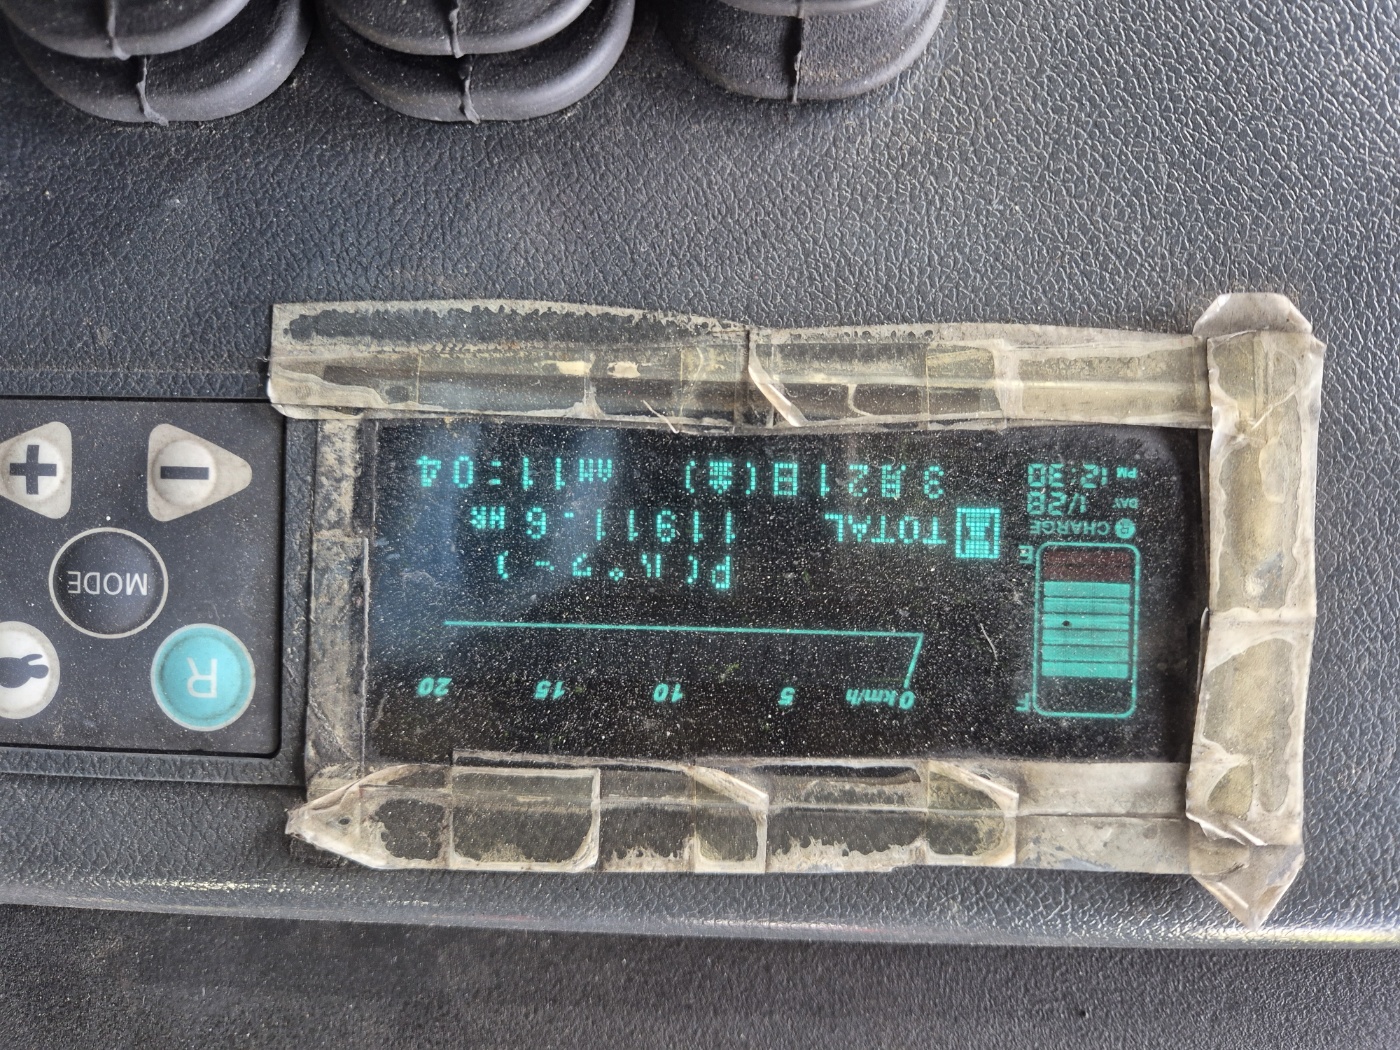 F
E
CHARGE
DAY 1/28
PM 12:30
0 km/h 5 10 15 20
P(ﾊﾟﾜｰ)
TOTAL 11911.6 HR
3月21日(金) AM11:04
R
MODE